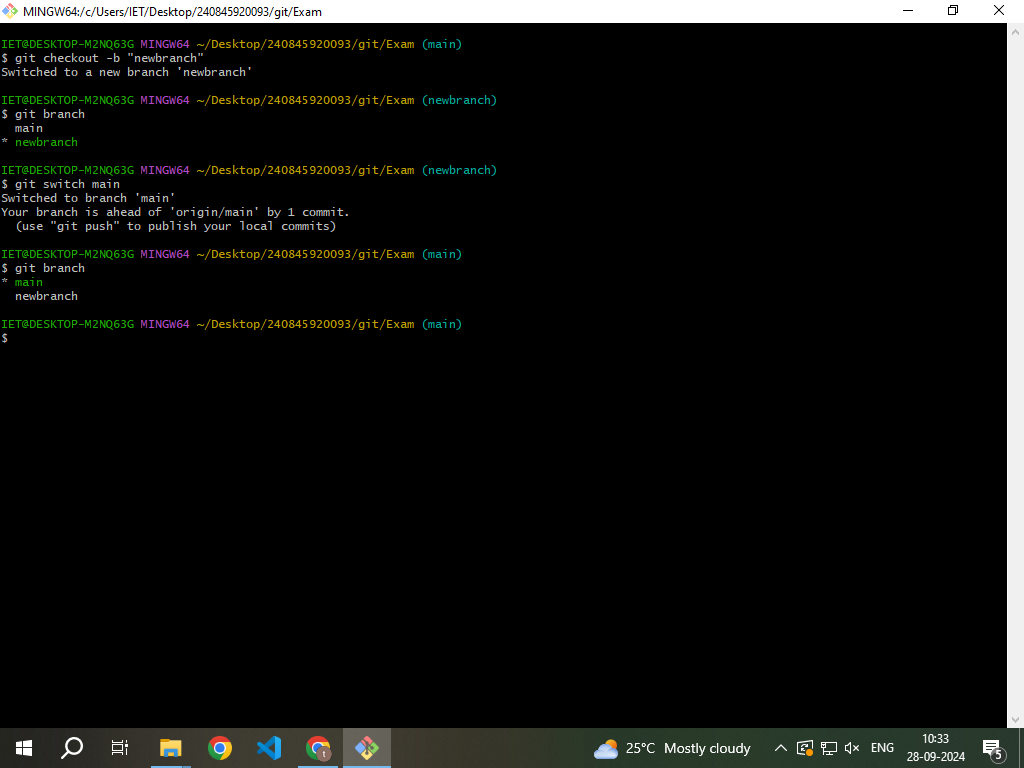 MINGW64:/c/Users/IET/Desktop/240845920093/git/Exam
IET@DESKTOP-M2NQ63G MINGW64 ~/Desktop/240845920093/git/Exam (main)
$ git checkout -b "newbranch"
Switched to a new branch 'newbranch'
IET@DESKTOP-M2NQ63G MINGW64 ~/Desktop/240845920093/git/Exam (newbranch)
$ git branch
  main
* newbranch
IET@DESKTOP-M2NQ63G MINGW64 ~/Desktop/240845920093/git/Exam (newbranch)
$ git switch main
Switched to branch 'main'
Your branch is ahead of 'origin/main' by 1 commit.
  (use "git push" to publish your local commits)
IET@DESKTOP-M2NQ63G MINGW64 ~/Desktop/240845920093/git/Exam (main)
$ git branch
* main
  newbranch
IET@DESKTOP-M2NQ63G MINGW64 ~/Desktop/240845920093/git/Exam (main)
$
25°C Mostly cloudy
ENG
10:33
28-09-2024
5